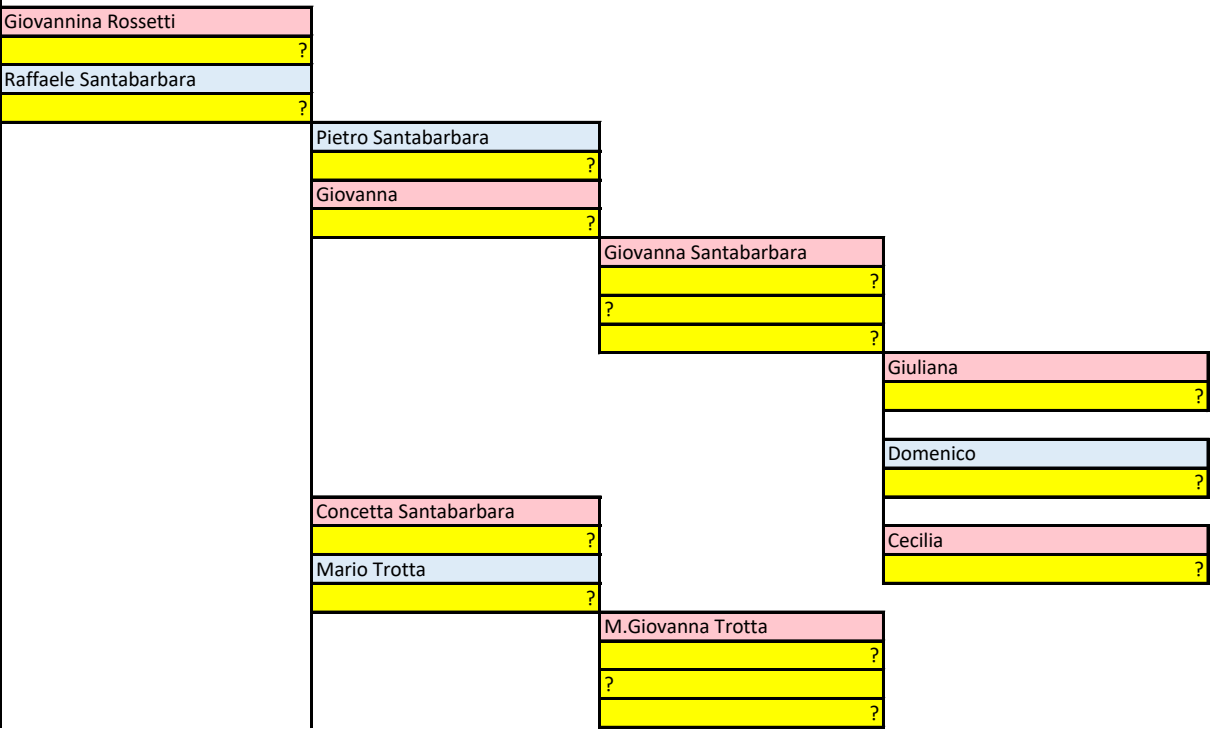 Giovannina Rossetti
?
Raffaele Santabarbara
?
Pietro Santabarbara
?
Giovanna
?
Giovanna Santabarbara
?
?
?
Giuliana
?
Domenico
?
Concetta Santabarbara
?
Cecilia
Mario Trotta
?
?
M.Giovanna Trotta
?
?
?